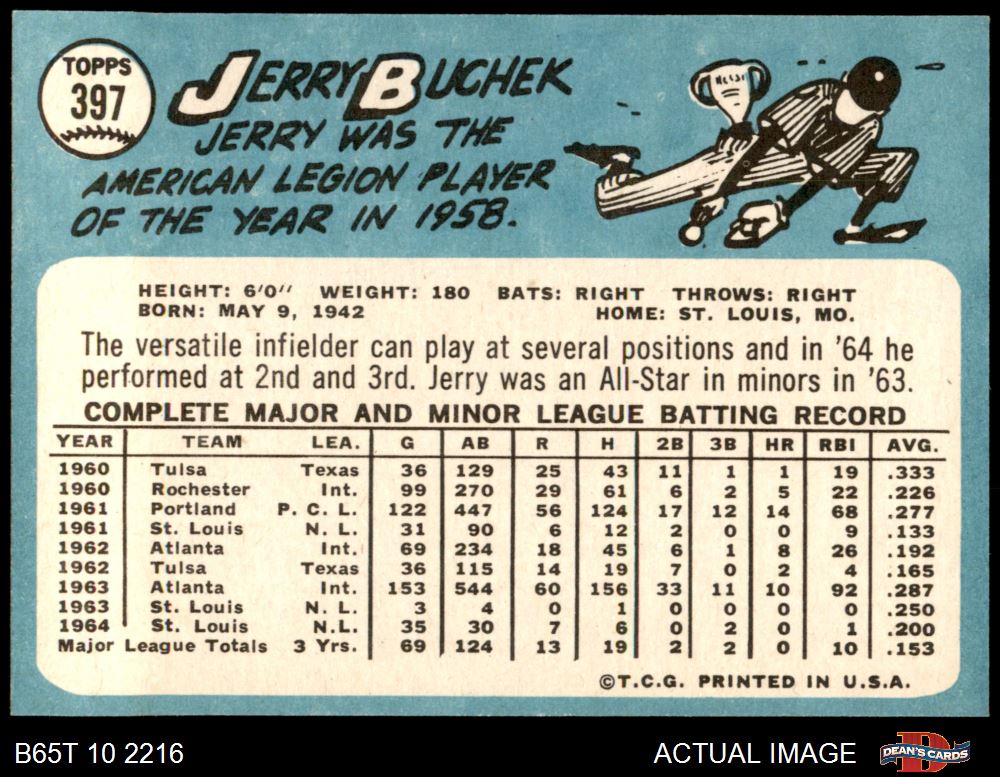 TOPPS
397
JERRY BUCHEK
JERRY WAS THE
AMERICAN LEGION PLAYER
OF THE YEAR IN 1958.
HEIGHT: 6'0" WEIGHT: 180 BATS: RIGHT THROWS: RIGHT
BORN: MAY 9, 1942 HOME: ST. LOUIS, MO.
The versatile infielder can play at several positions and in '64 he
performed at 2nd and 3rd. Jerry was an All-Star in minors in '63.
COMPLETE MAJOR AND MINOR LEAGUE BATTING RECORD
YEAR TEAM LEA. G AB R H 2B 3B HR RBI AVG.
1960 Tulsa Texas 36 129 25 43 11 1 1 19 .333
1960 Rochester Int. 99 270 29 61 6 2 5 22 .226
1961 Portland P. C. L. 122 447 56 124 17 12 14 68 .277
1961 St. Louis N. L. 31 90 6 12 2 0 0 9 .133
1962 Atlanta Int. 69 234 18 45 6 1 8 26 .192
1962 Tulsa Texas 36 115 14 19 7 0 2 4 .165
1963 Atlanta Int. 153 544 60 156 33 11 10 92 .287
1963 St. Louis N. L. 3 4 0 1 0 0 0 0 .250
1964 St. Louis N.L. 35 30 7 6 0 2 0 1 .200
Major League Totals 3 Yrs. 69 124 13 19 2 2 0 10 .153
©T.C.G. PRINTED IN U.S.A.
B65T 10 2216 ACTUAL IMAGE DEAN'S CARDS